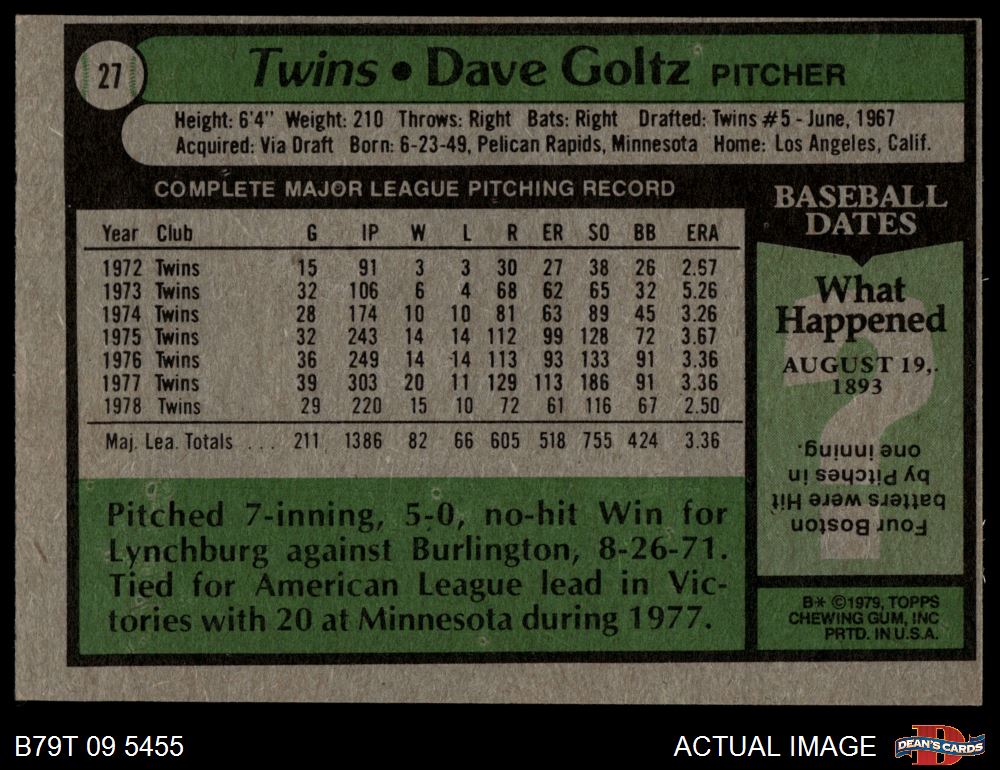 27
Twins • Dave Goltz PITCHER
Height: 6'4" Weight: 210 Throws: Right Bats: Right Drafted: Twins #5 - June, 1967
Acquired: Via Draft Born: 6-23-49, Pelican Rapids, Minnesota Home: Los Angeles, Calif.
COMPLETE MAJOR LEAGUE PITCHING RECORD
Year Club G IP W L R ER SO BB ERA
1972 Twins 15 91 3 3 30 27 38 26 2.67
1973 Twins 32 106 6 4 68 62 65 32 5.26
1974 Twins 28 174 10 10 81 63 89 45 3.26
1975 Twins 32 243 14 14 112 99 128 72 3.67
1976 Twins 36 249 14 14 113 93 133 91 3.36
1977 Twins 39 303 20 11 129 113 186 91 3.36
1978 Twins 29 220 15 10 72 61 116 67 2.50
Maj. Lea. Totals ... 211 1386 82 66 605 518 755 424 3.36
Pitched 7-inning, 5-0, no-hit Win for
Lynchburg against Burlington, 8-26-71.
Tied for American League lead in Vic-
tories with 20 at Minnesota during 1977.
BASEBALL
DATES
What
Happened
AUGUST 19,.
1893
?
Four Boston
batters were Hit
by Pitches in
one inning.
B* ©1979, TOPPS
CHEWING GUM, INC
PRTD. IN U.S.A.
B79T 09 5455
ACTUAL IMAGE
D
DEAN'S CARDS